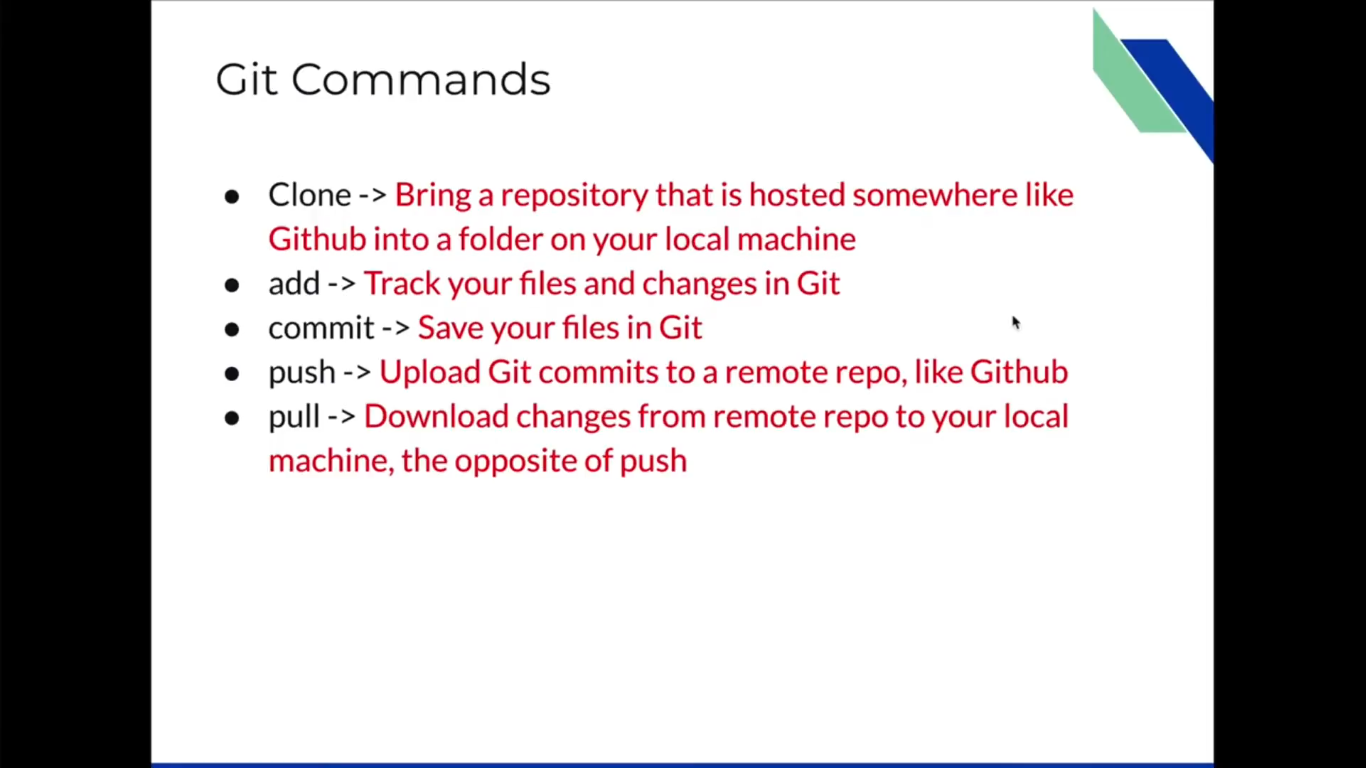 Git Commands
● Clone -> Bring a repository that is hosted somewhere like
Github into a folder on your local machine
● add -> Track your files and changes in Git
● commit -> Save your files in Git
● push -> Upload Git commits to a remote repo, like Github
● pull -> Download changes from remote repo to your local
machine, the opposite of push